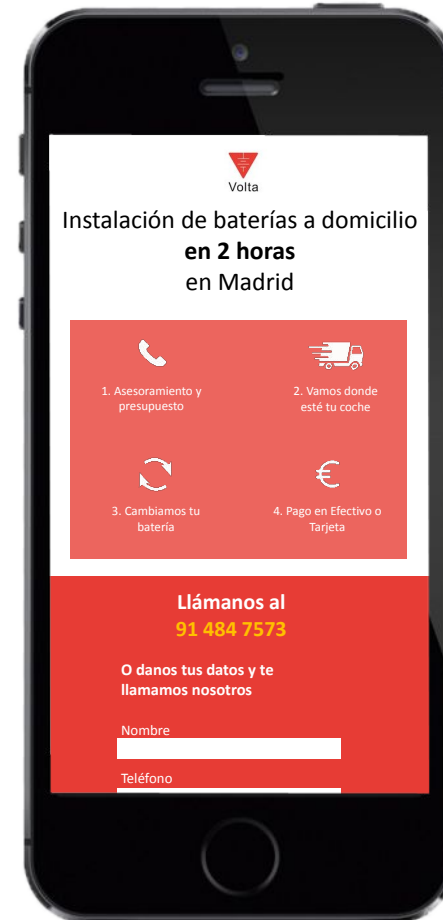 Volta
Instalación de baterías a domicilio
en 2 horas
en Madrid
1. Asesoramiento y
presupuesto
2. Vamos donde
esté tu coche
3. Cambiamos tu
batería
4. Pago en Efectivo o
Tarjeta
Llámanos al
91 484 7573
O danos tus datos y te
llamamos nosotros
Nombre
Teléfono